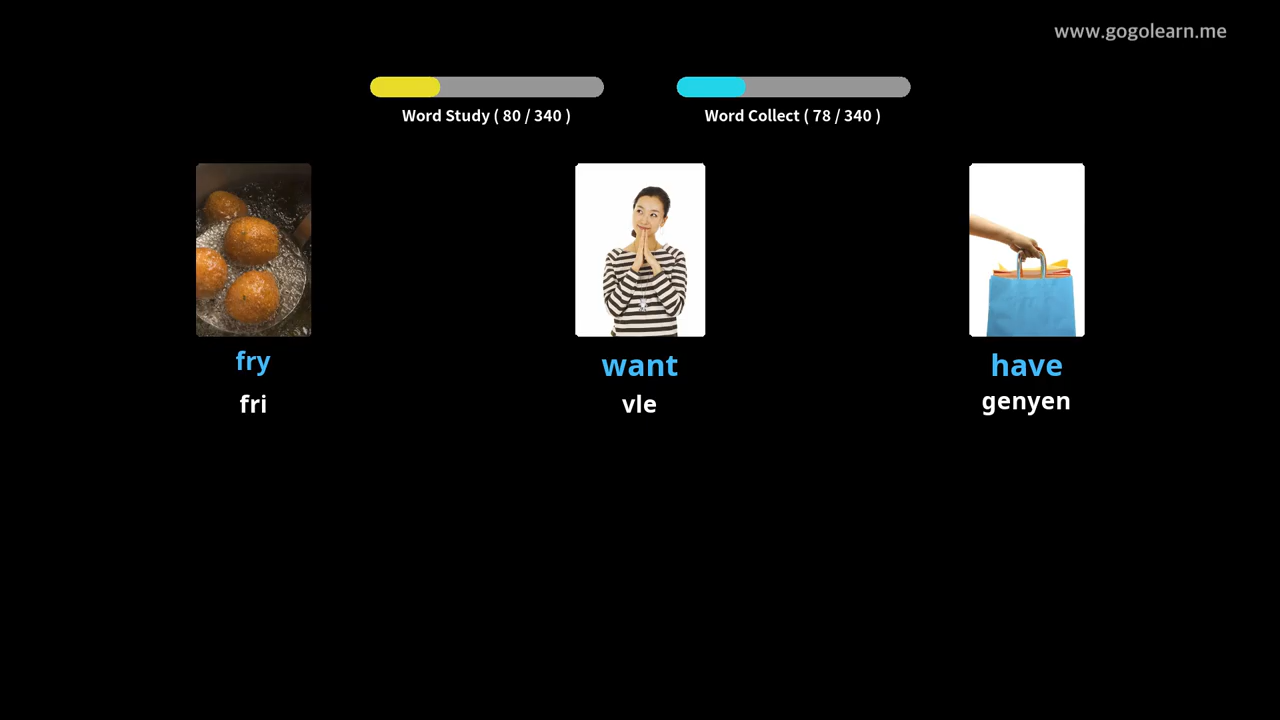 www.gogolearn.me
Word Study ( 80 / 340 )
Word Collect ( 78 / 340 )
fry
want
have
fri
vle
genyen